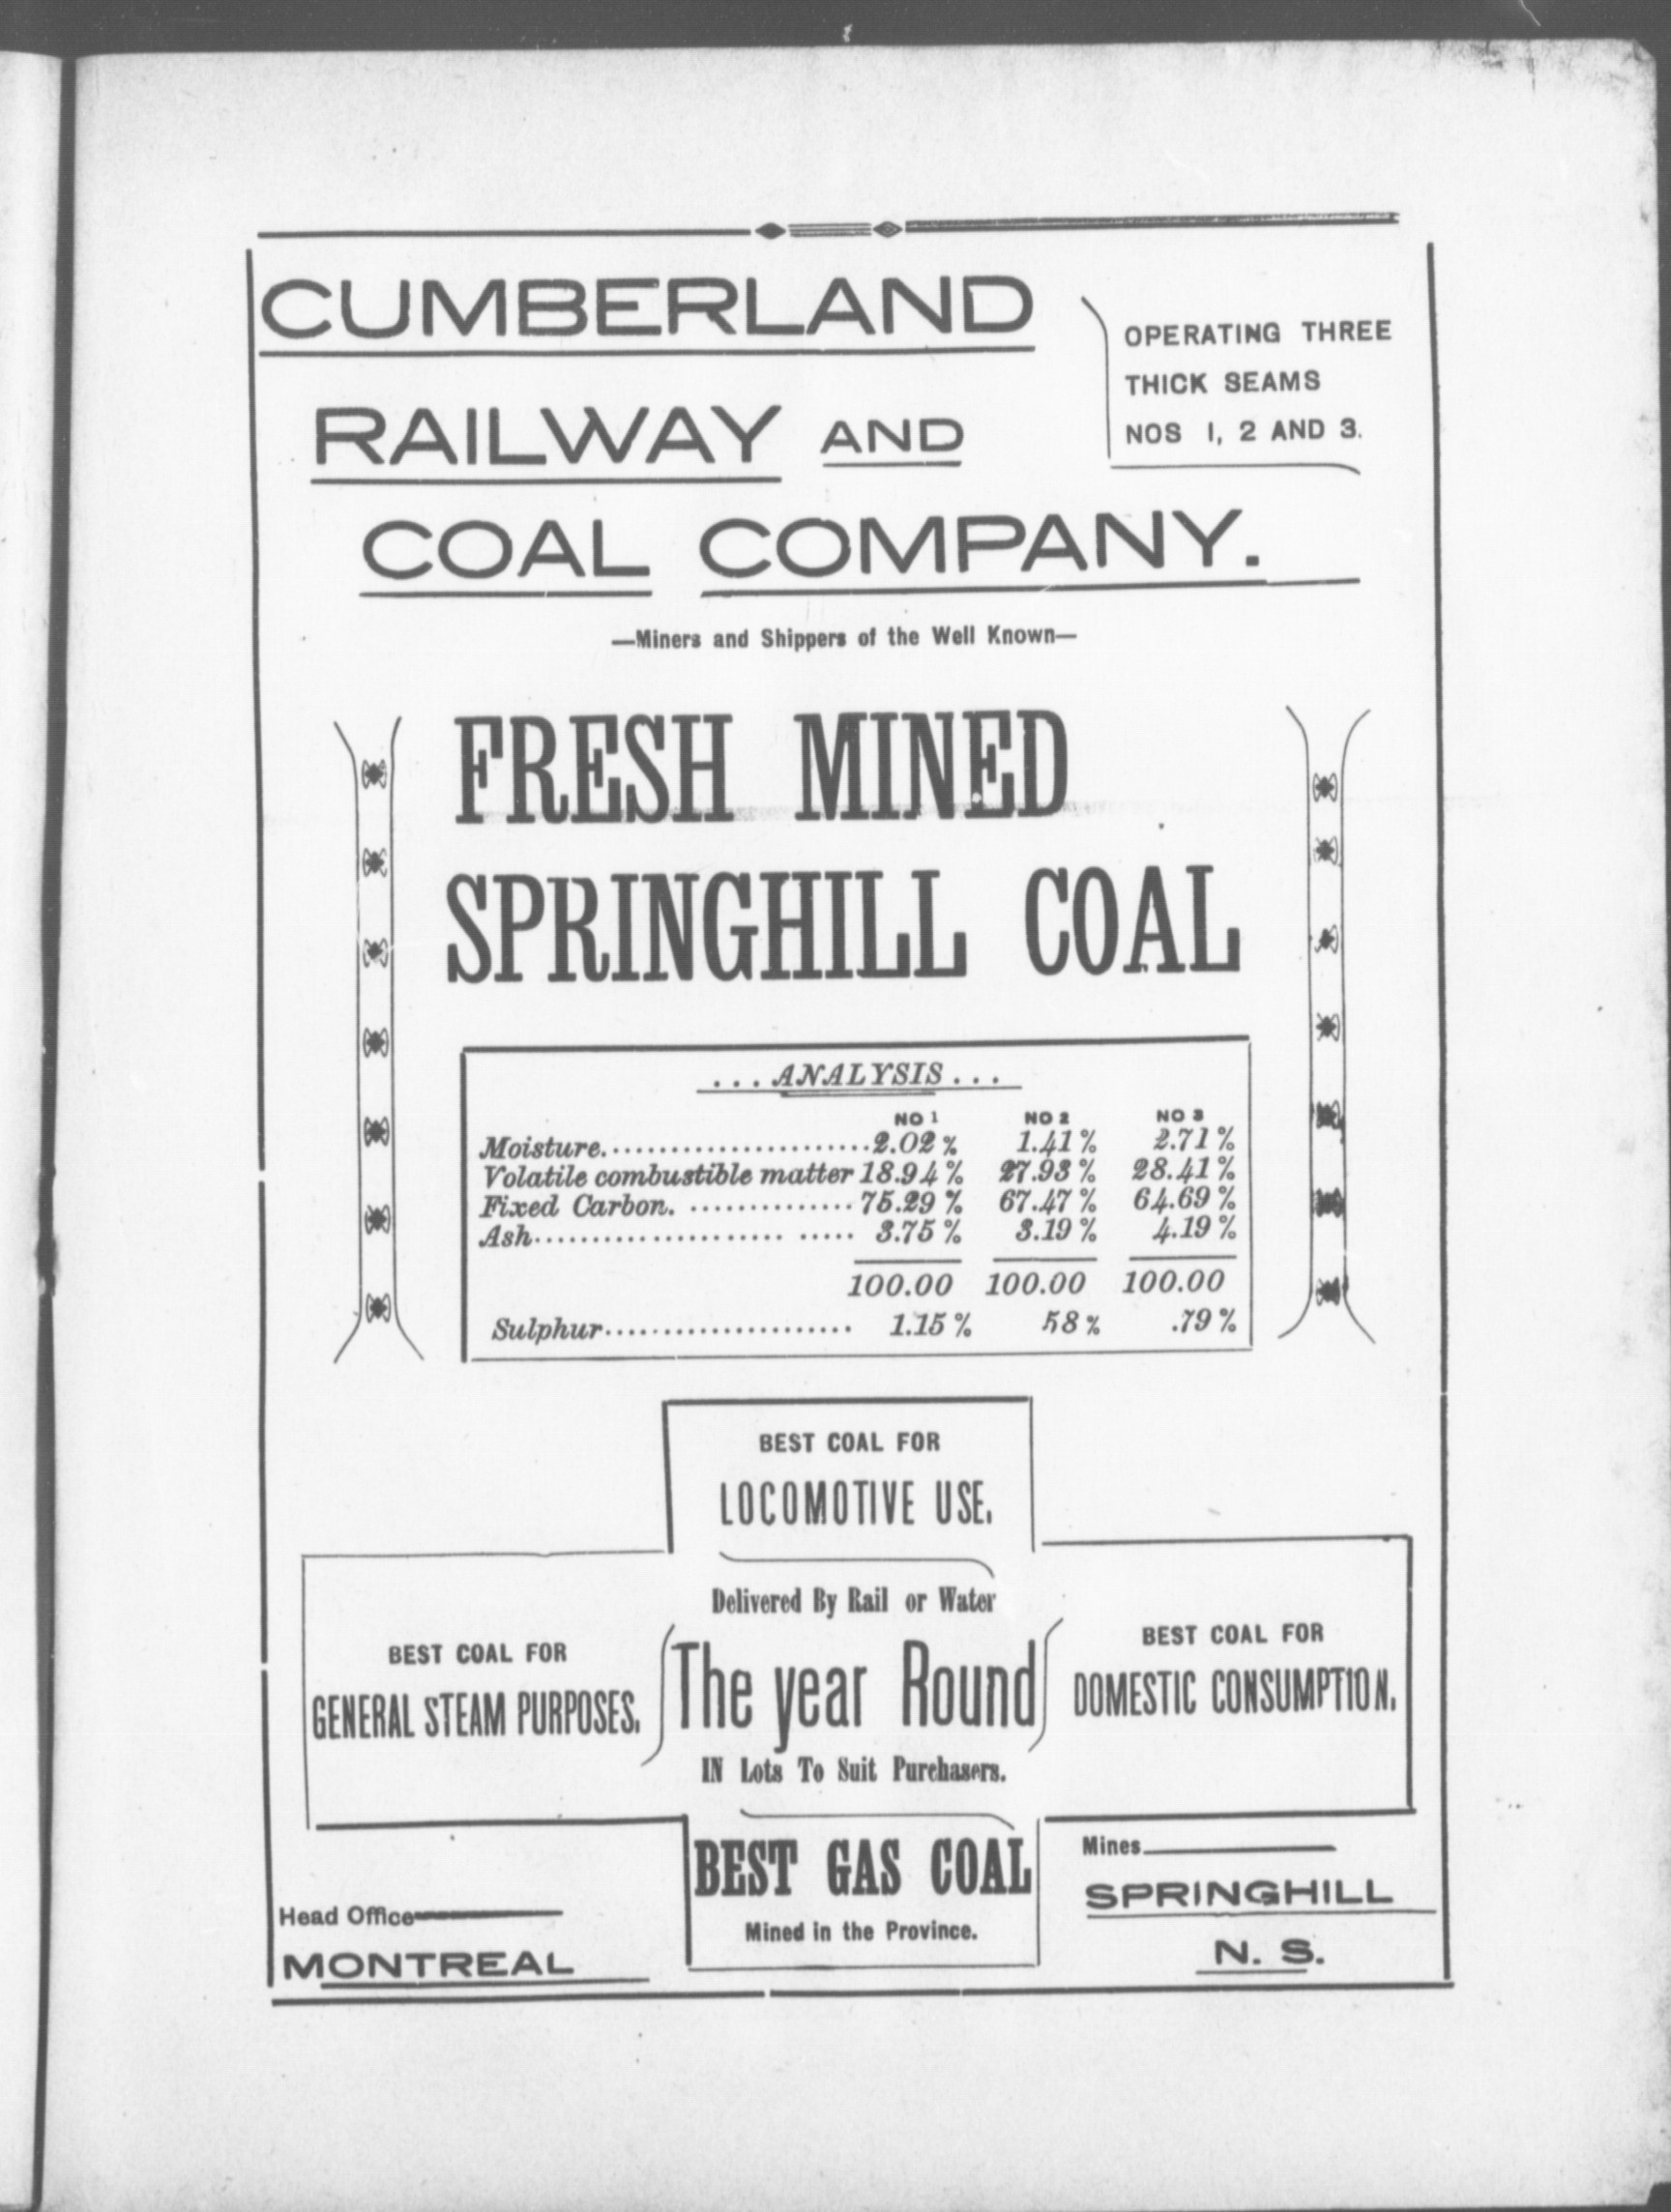 CUMBERLAND
RAILWAY AND
COAL COMPANY.
OPERATING THREE
THICK SEAMS
NOS 1, 2 AND 3.
—Miners and Shippers of the Well Known—
FRESH MINED
SPRINGHILL COAL
...ANALYSIS...
NO 1 NO 2 NO 3
Moisture.......................2.02% 1.41% 2.71%
Volatile combustible matter 18.94% 27.93% 28.41%
Fixed Carbon. .............. 75.29% 67.47% 64.69%
Ash...................... ..... 3.75% 3.19% 4.19%
100.00 100.00 100.00
Sulphur...................... 1.15% 58% .79%
BEST COAL FOR
LOCOMOTIVE USE.
Delivered By Rail or Water
The year Round
IN Lots To Suit Purchasers.
BEST COAL FOR
GENERAL STEAM PURPOSES.
BEST COAL FOR
DOMESTIC CONSUMPTION.
BEST GAS COAL
Mined in the Province.
Head Office
MONTREAL
Mines
SPRINGHILL
N. S.